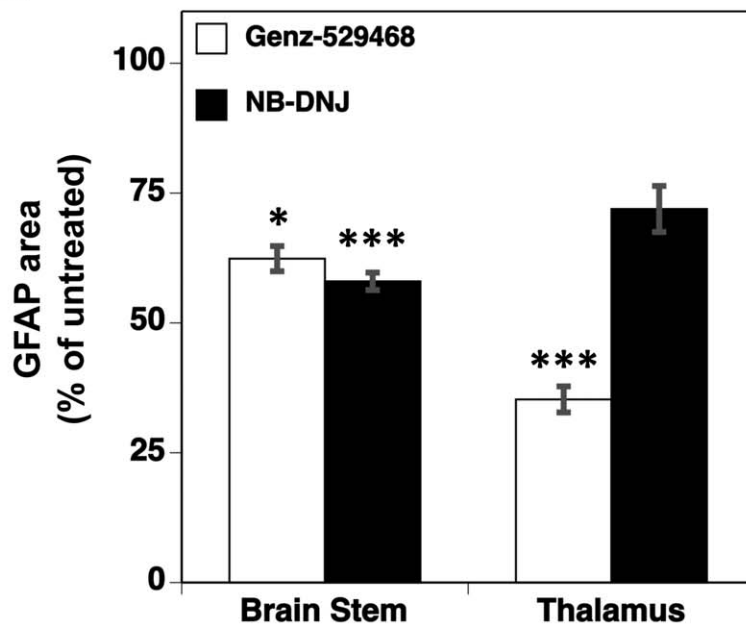 Genz-529468
NB-DNJ
GFAP area
(% of untreated)
100
75
50
25
0
*
***
***
Brain Stem
Thalamus